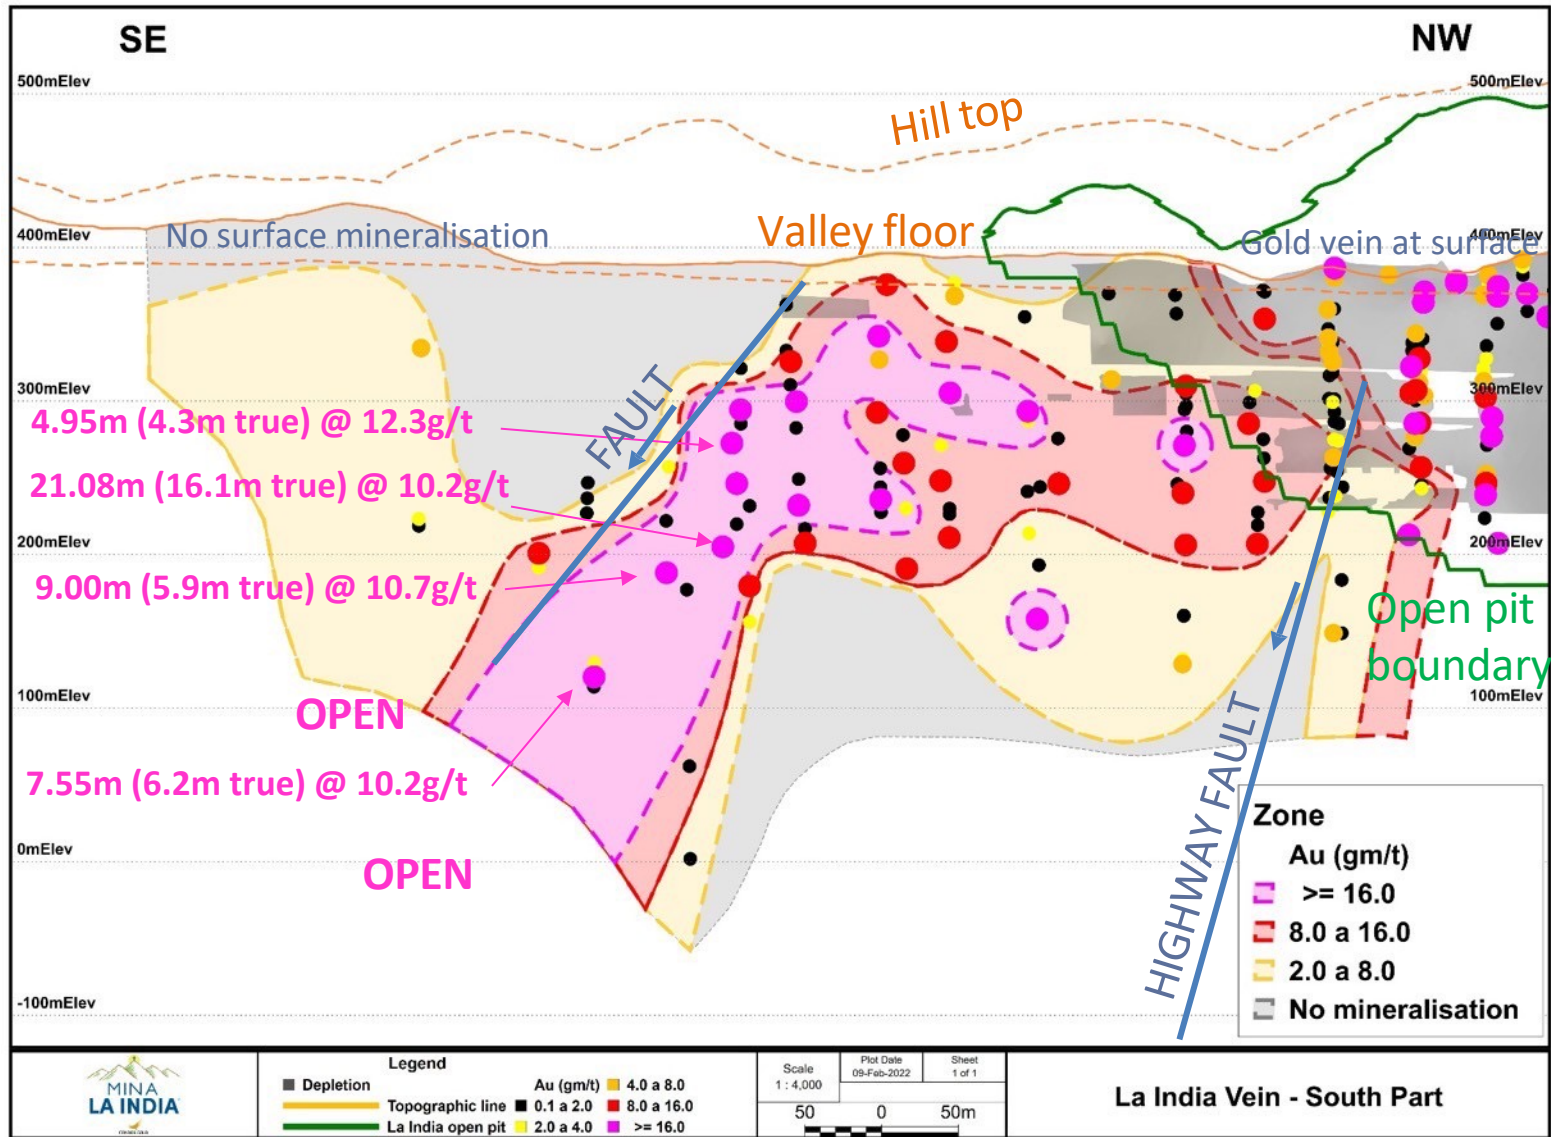 SE
NW
500mElev
500mElev
Hill top
Valley floor
No surface mineralisation
400mElev
400mElev
Gold vein at surface
FAULT
300mElev
300mElev
4.95m (4.3m true) @ 12.3g/t
21.08m (16.1m true) @ 10.2g/t
200mElev
200mElev
9.00m (5.9m true) @ 10.7g/t
Open pit
boundary
100mElev
100mElev
OPEN
7.55m (6.2m true) @ 10.2g/t
HIGHWAY FAULT
0mElev
OPEN
-100mElev
Zone
Au (gm/t)
>= 16.0
8.0 a 16.0
2.0 a 8.0
No mineralisation
MINA
LA INDIA
Legend
Depletion
Topographic line
La India open pit
Au (gm/t)
0.1 a 2.0
2.0 a 4.0
4.0 a 8.0
8.0 a 16.0
>= 16.0
Scale
1 : 4,000
Plot Date
09-Feb-2022
Sheet
1 of 1
50 0 50m
La India Vein - South Part